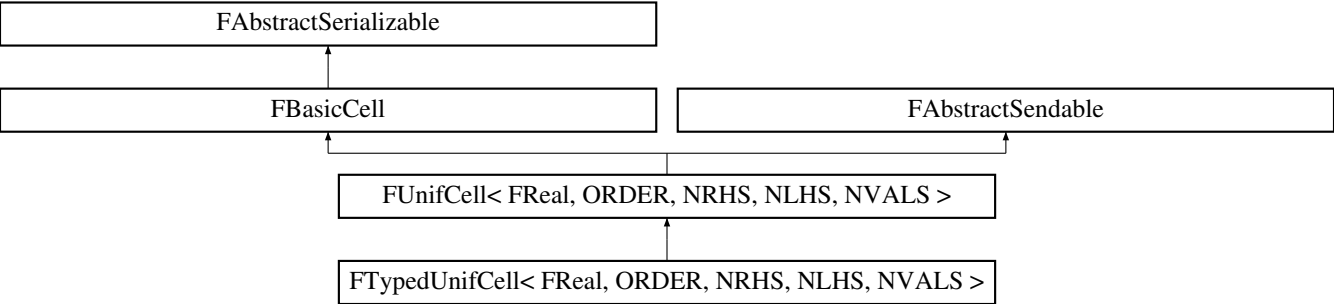 FAbstractSerializable
FBasicCell
FAbstractSendable
FUnifCell< FReal, ORDER, NRHS, NLHS, NVALS >
FTypedUnifCell< FReal, ORDER, NRHS, NLHS, NVALS >